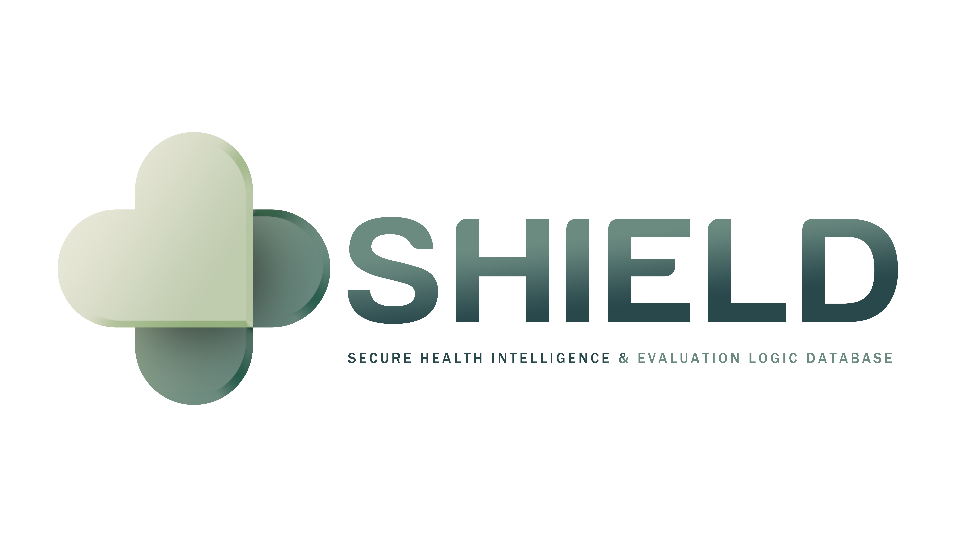 SHIELD
SECURE HEALTH INTELLIGENCE & EVALUATION LOGIC DATABASE